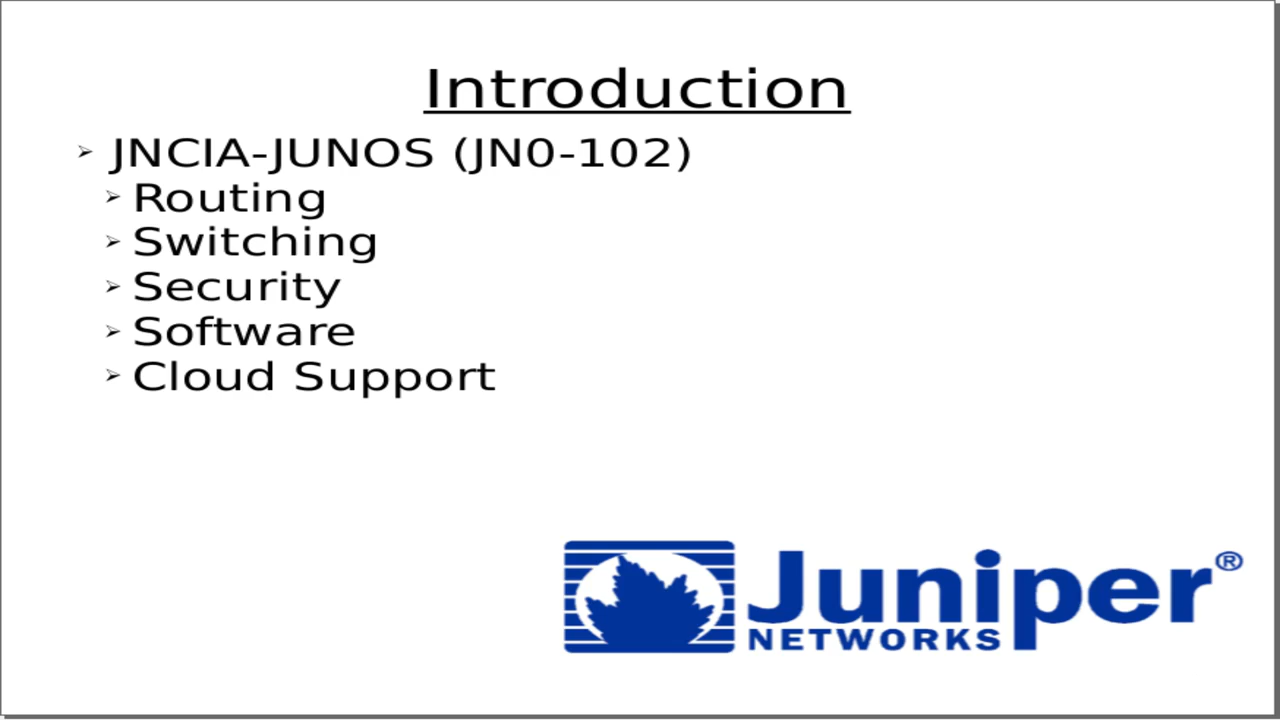 Introduction
➢ JNCIA-JUNOS (JN0-102)
➢ Routing
➢ Switching
➢ Security
➢ Software
➢ Cloud Support
Juniper®
NETWORKS